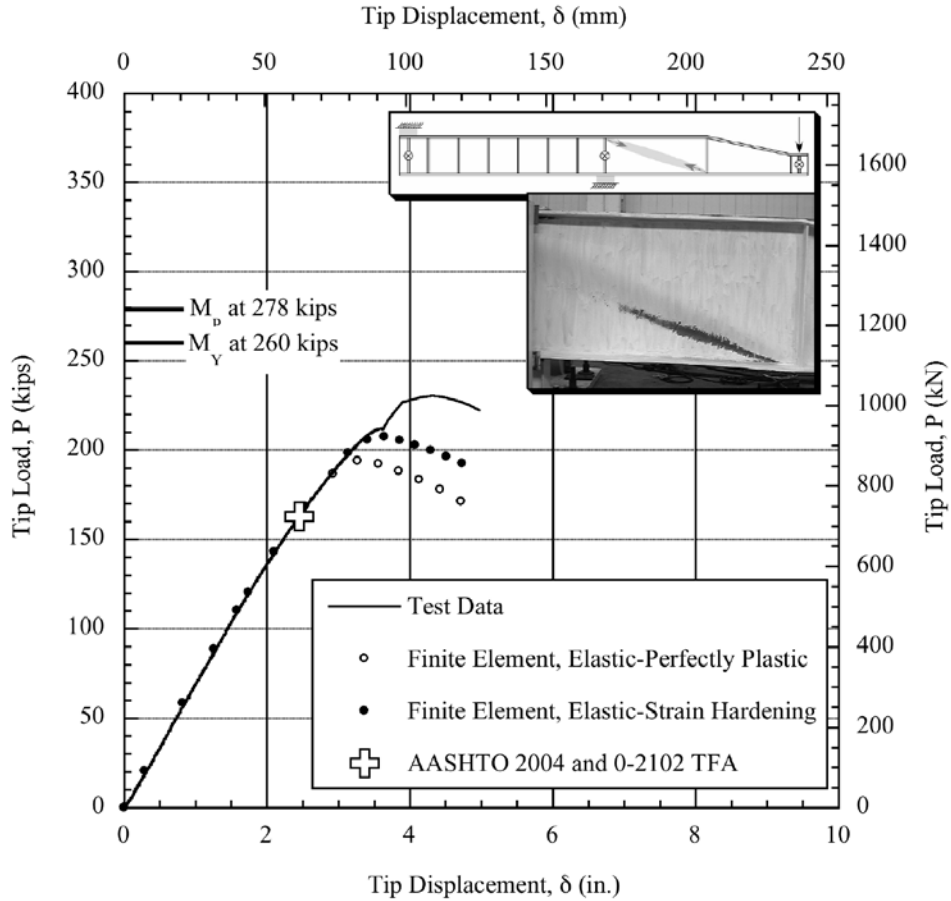 Tip Displacement, δ (mm)
0 50 100 150 200 250
400
350
300
250
200
150
100
50
0
Tip Load, P (kips)
M_p at 278 kips
M_Y at 260 kips
1600
1400
1200
1000
800
600
400
200
0
Tip Load, P (kN)
Test Data
Finite Element, Elastic-Perfectly Plastic
Finite Element, Elastic-Strain Hardening
AASHTO 2004 and 0-2102 TFA
0 2 4 6 8 10
Tip Displacement, δ (in.)